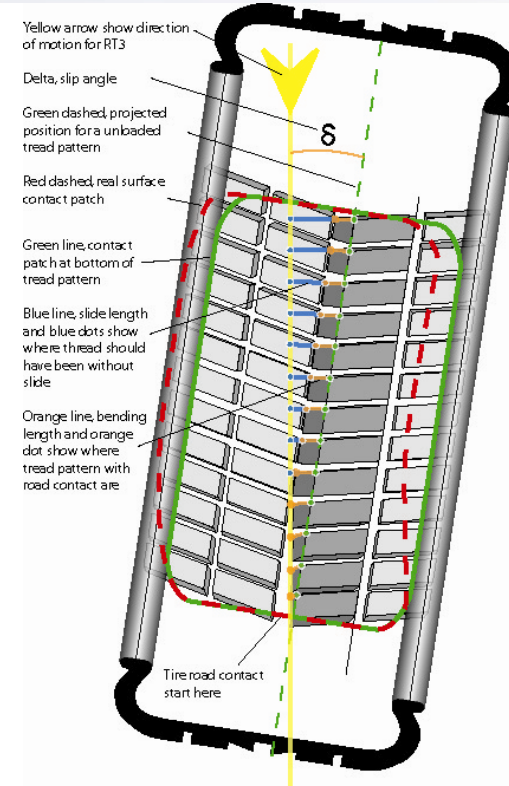 Yellow arrow show direction
of motion for RT3
Delta, slip angle
Green dashed, projected
position for a unloaded
tread pattern
Red dashed, real surface
contact patch
Green line, contact
patch at bottom of
tread pattern
Blue line, slide length
and blue dots show
where thread should
have been without
slide
Orange line, bending
length and orange
dot show where
tread pattern with
road contact are
δ
Tire road contact
start here